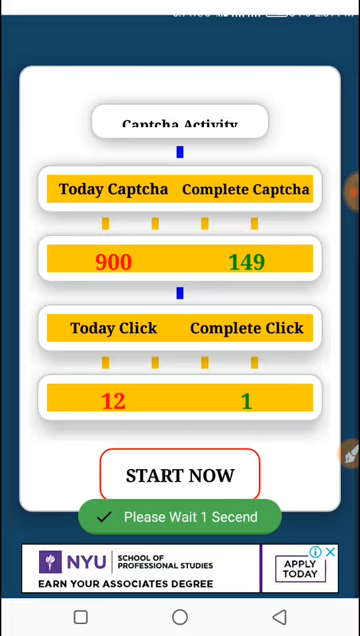 Captcha Activity
Today Captcha Complete Captcha
900 149
Today Click Complete Click
12 1
START NOW
Please Wait 1 Secend
NYU SCHOOL OF PROFESSIONAL STUDIES
APPLY TODAY
EARN YOUR ASSOCIATES DEGREE